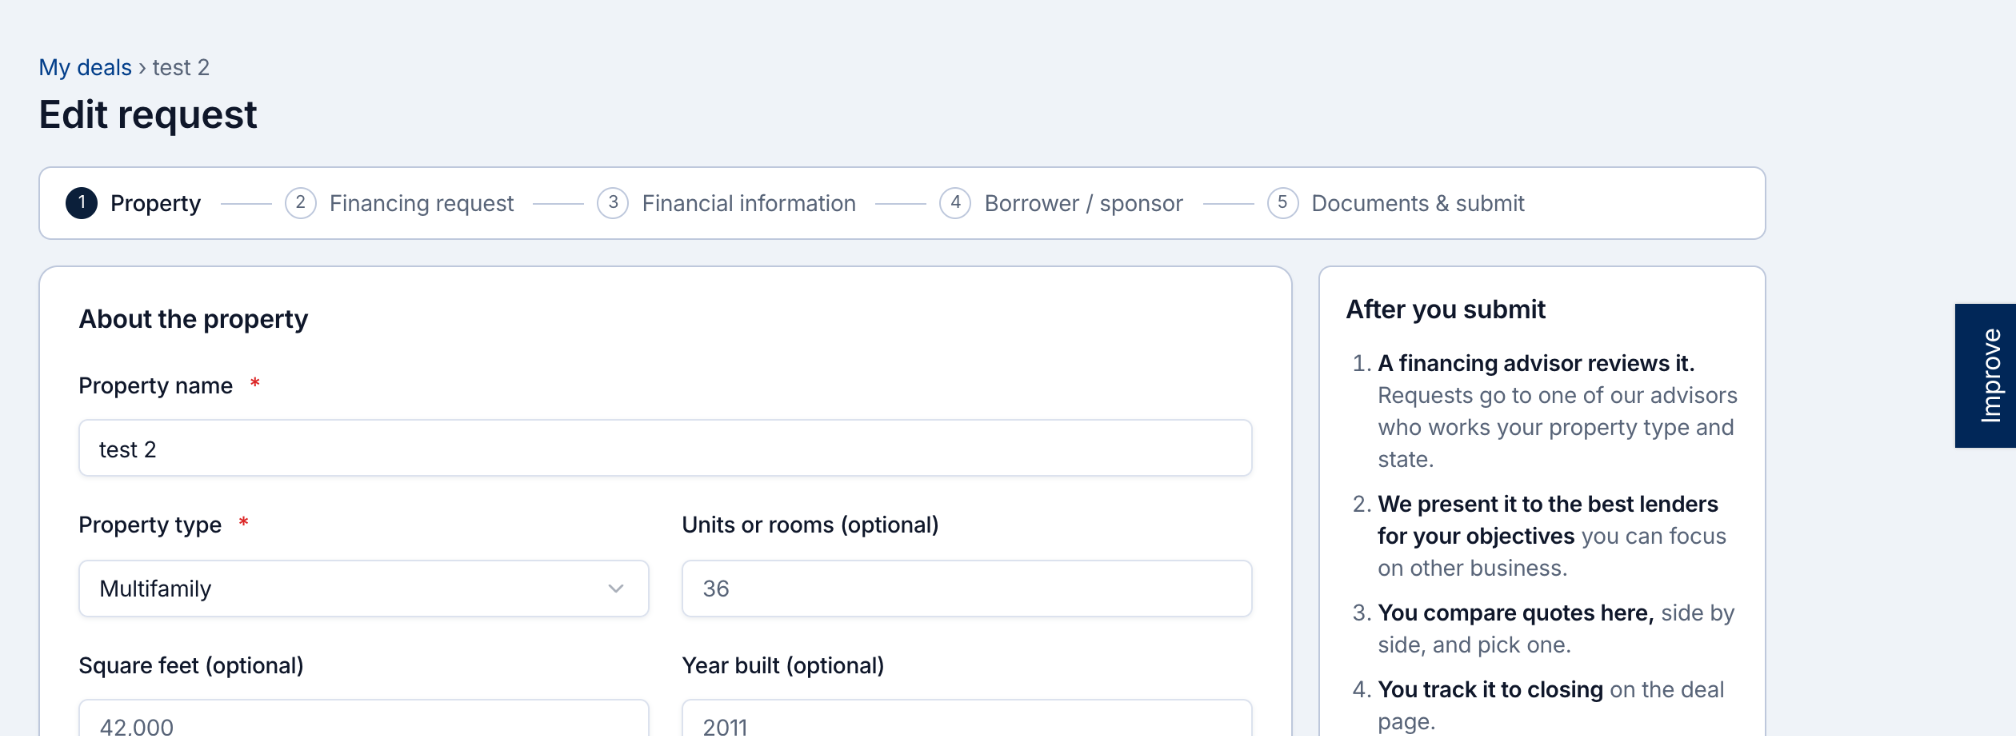 My deals › test 2
Edit request
1 Property 2 Financing request 3 Financial information 4 Borrower / sponsor 5 Documents & submit
About the property
Property name *
test 2
Property type *
Units or rooms (optional)
Multifamily
36
Square feet (optional)
Year built (optional)
42,000
2011
After you submit
1. A financing advisor reviews it.
Requests go to one of our advisors
who works your property type and
state.
2. We present it to the best lenders
for your objectives you can focus
on other business.
3. You compare quotes here, side by
side, and pick one.
4. You track it to closing on the deal
page.
Improve